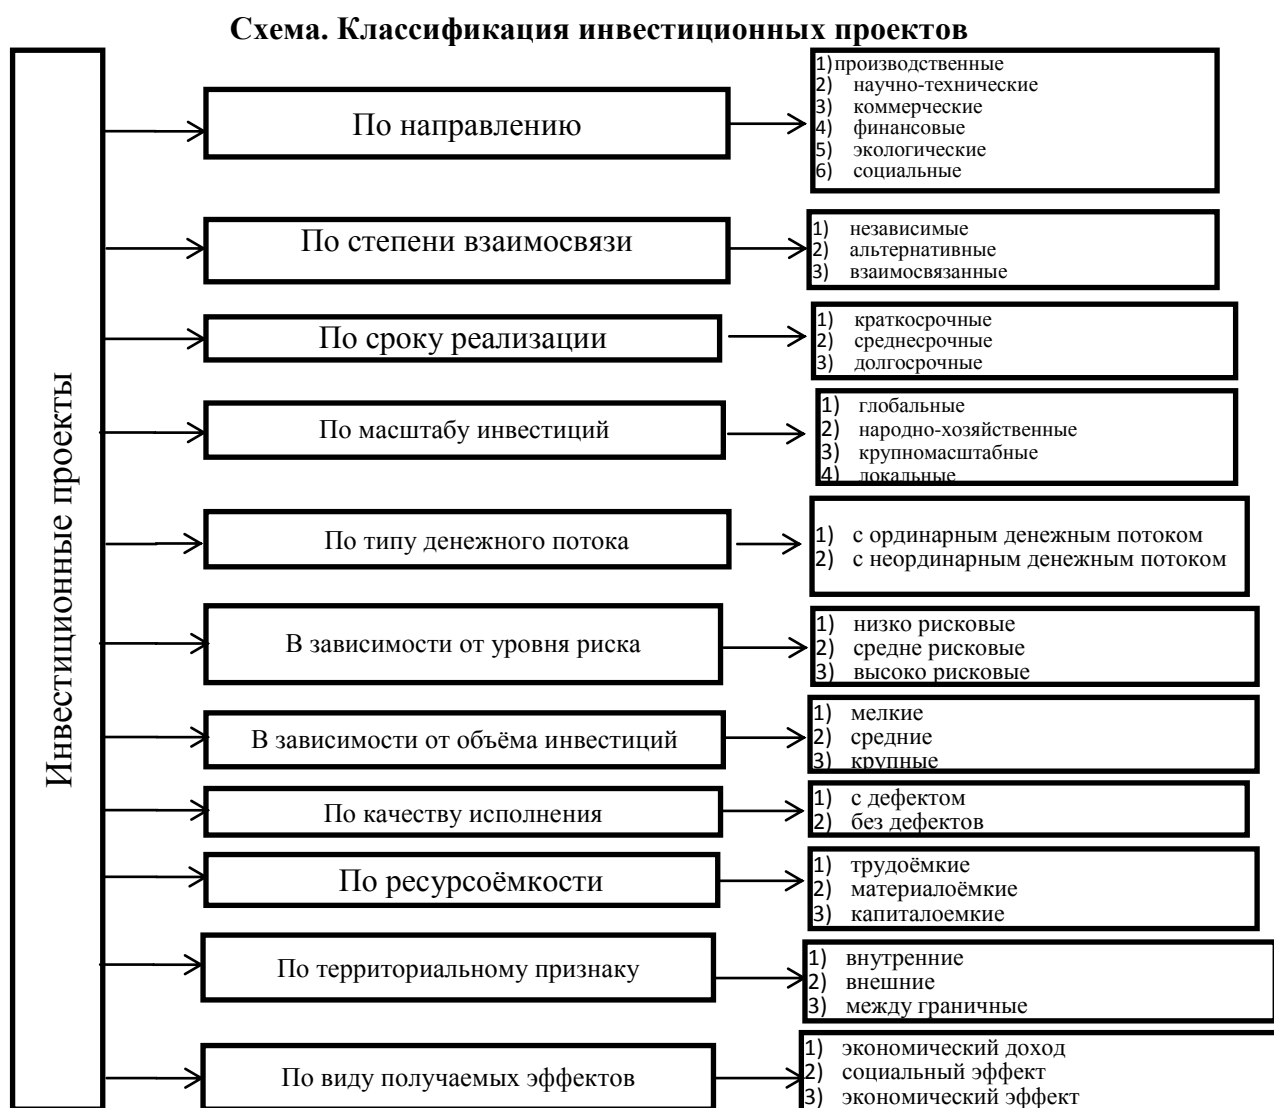 Схема. Классификация инвестиционных проектов
Инвестиционные проекты
По направлению
1)производственные
2) научно-технические
3) коммерческие
4) финансовые
5) экологические
6) социальные
По степени взаимосвязи
1) независимые
2) альтернативные
3) взаимосвязанные
По сроку реализации
1) краткосрочные
2) среднесрочные
3) долгосрочные
По масштабу инвестиций
1) глобальные
2) народно-хозяйственные
3) крупномасштабные
4) локальные
По типу денежного потока
1) с ординарным денежным потоком
2) с неординарным денежным потоком
В зависимости от уровня риска
1) низко рисковые
2) средне рисковые
3) высоко рисковые
В зависимости от объёма инвестиций
1) мелкие
2) средние
3) крупные
По качеству исполнения
1) с дефектом
2) без дефектов
По ресурсоёмкости
1) трудоёмкие
2) материалоёмкие
3) капиталоемкие
По территориальному признаку
1) внутренние
2) внешние
3) между граничные
По виду получаемых эффектов
1) экономический доход
2) социальный эффект
3) экономический эффект